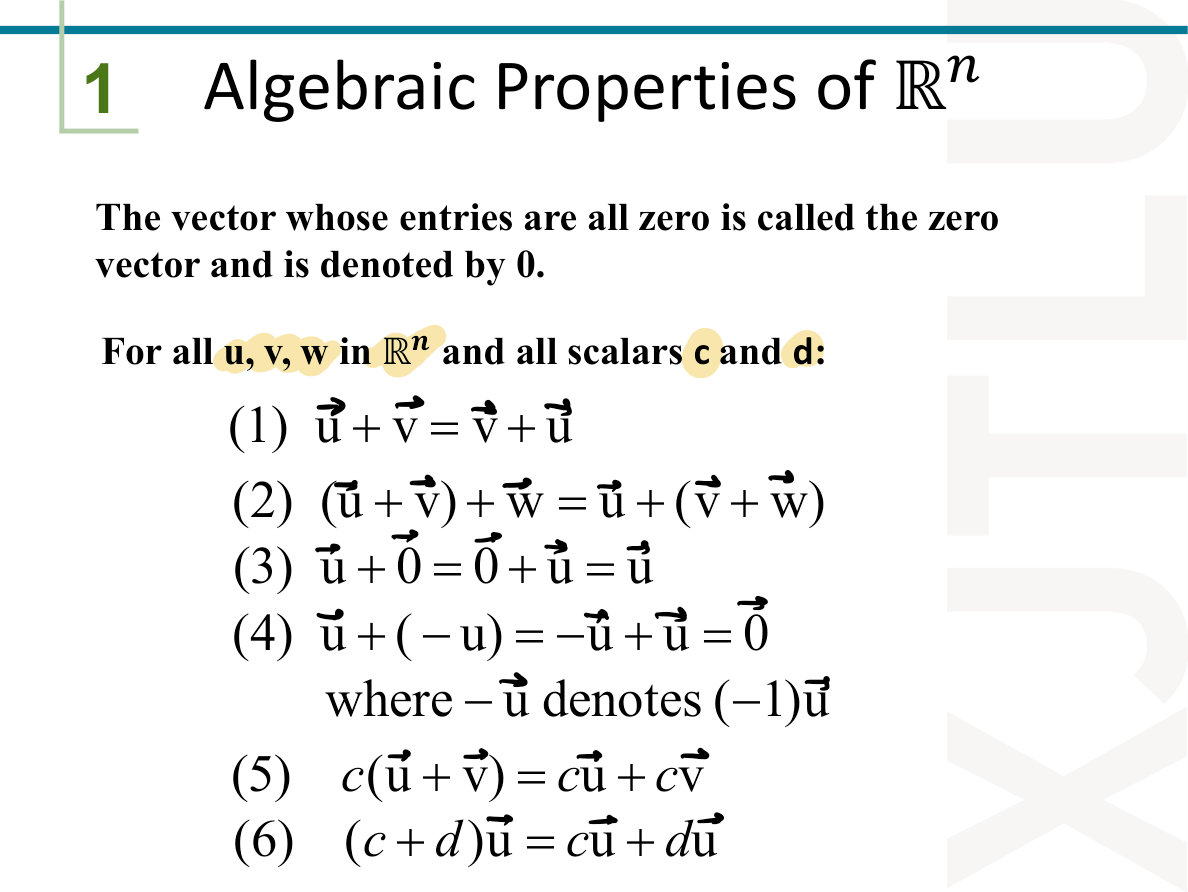 1 Algebraic Properties of ℝⁿ
The vector whose entries are all zero is called the zero
vector and is denoted by 0.
For all u, v, w in ℝⁿ and all scalars c and d:
(1) u⃗ + v⃗ = v⃗ + u⃗
(2) (u⃗ + v⃗) + w⃗ = u⃗ + (v⃗ + w⃗)
(3) u⃗ + 0⃗ = 0⃗ + u⃗ = u⃗
(4) u⃗ + ( − u) = −u⃗ + u⃗ = 0⃗
where − u⃗ denotes (−1)u⃗
(5) c(u⃗ + v⃗) = cu⃗ + cv⃗
(6) (c + d)u⃗ = cu⃗ + du⃗
XJTLU